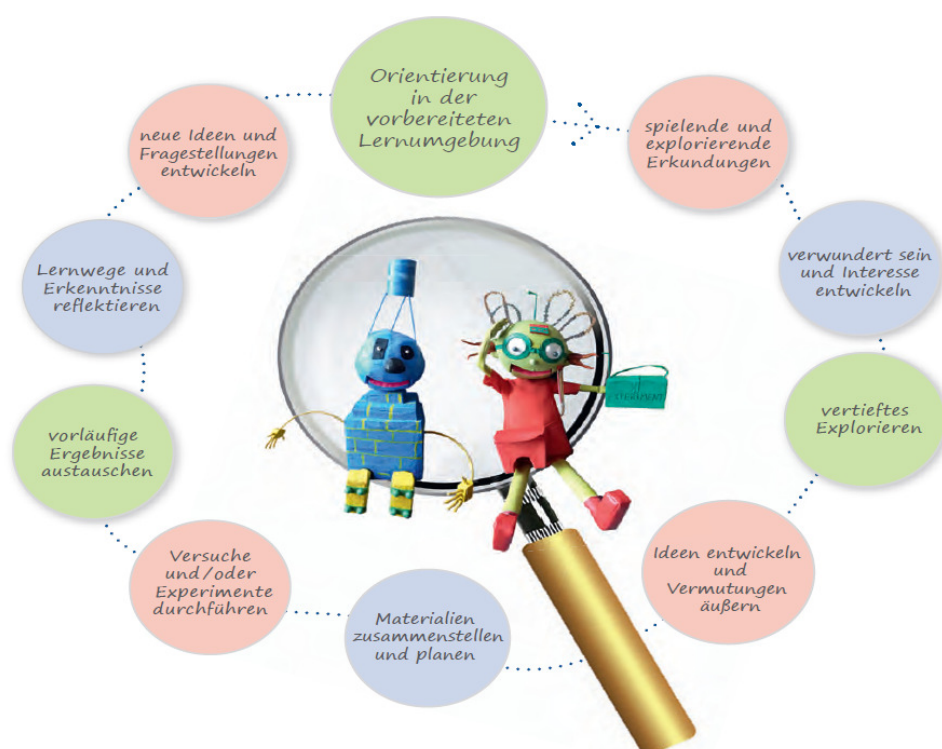 Orientierung
in der
vorbereiteten
Lernumgebung
spielende und
explorierende
Erkundungen
verwundert sein
und Interesse
entwickeln
vertieftes
Explorieren
Ideen entwickeln
und
Vermutungen
äußern
Materialien
zusammenstellen
und planen
Versuche
und/oder
Experimente
durchführen
vorläufige
Ergebnisse
austauschen
Lernwege und
Erkenntnisse
reflektieren
neue Ideen und
Fragestellungen
entwickeln